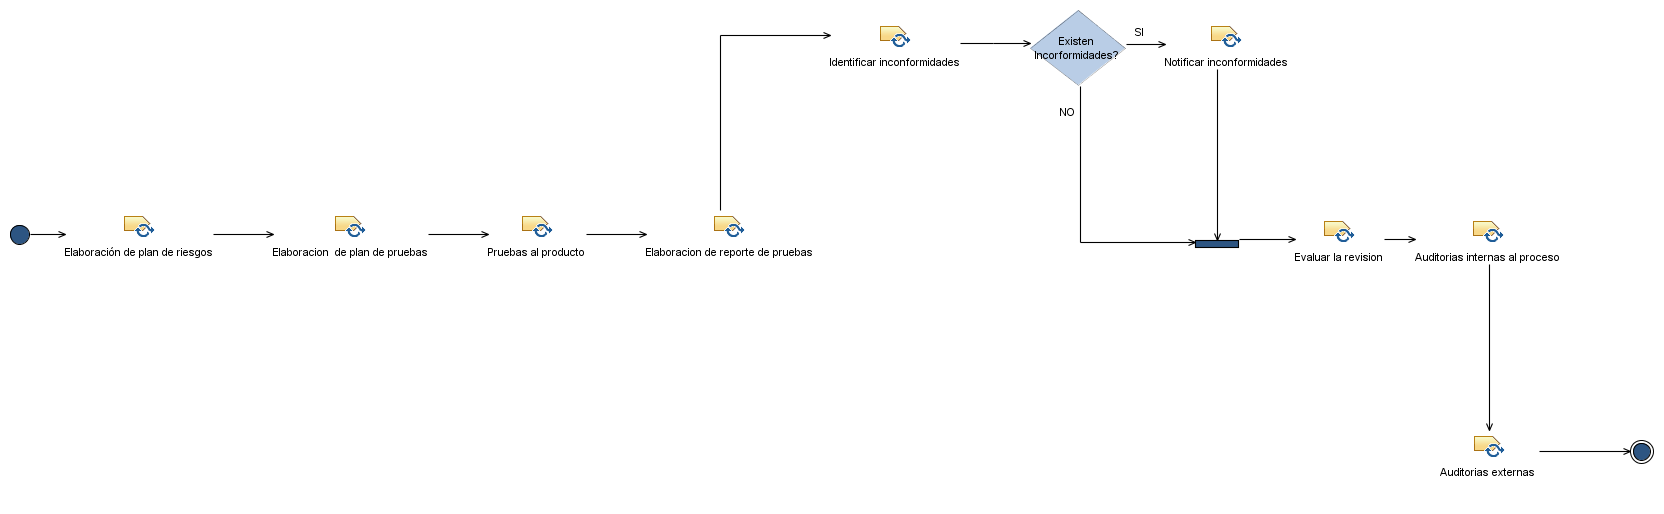 Existen
Incorformidades?
SI
Identificar inconformidades
Notificar inconformidades
NO
Elaboración de plan de riesgos
Elaboracion de plan de pruebas
Pruebas al producto
Elaboracion de reporte de pruebas
Evaluar la revision
Auditorias internas al proceso
Auditorias externas